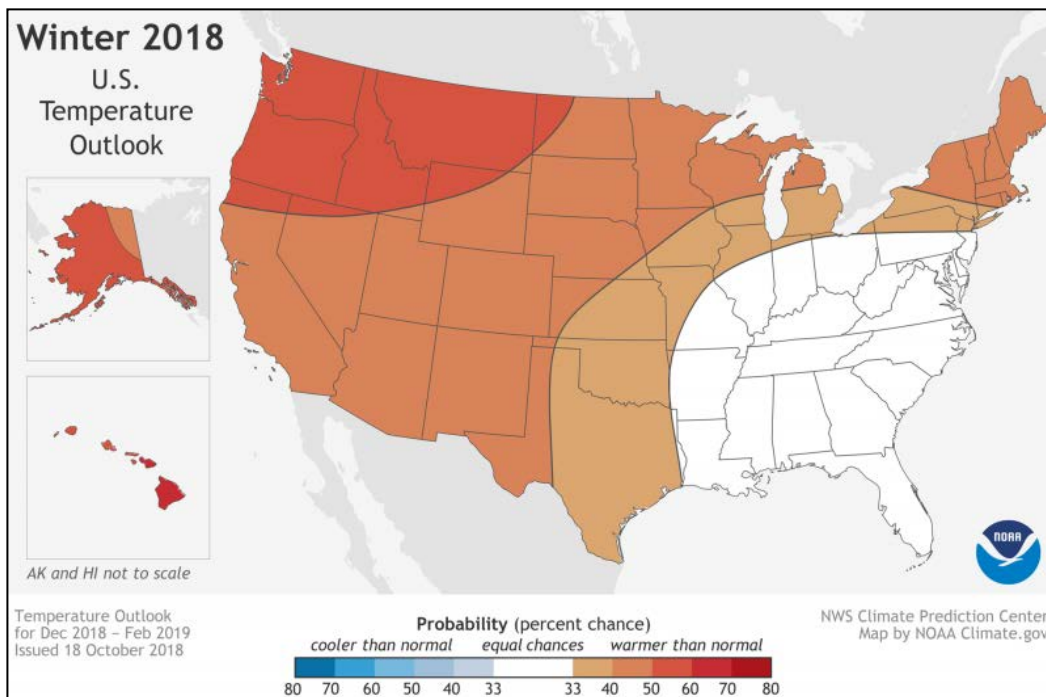 Winter 2018
U.S.
Temperature
Outlook
AK and HI not to scale
NOAA
Temperature Outlook
for Dec 2018 – Feb 2019
Issued 18 October 2018
Probability (percent chance)
cooler than normal equal chances warmer than normal
80 70 60 50 40 33 33 40 50 60 70 80
NWS Climate Prediction Center
Map by NOAA Climate.gov